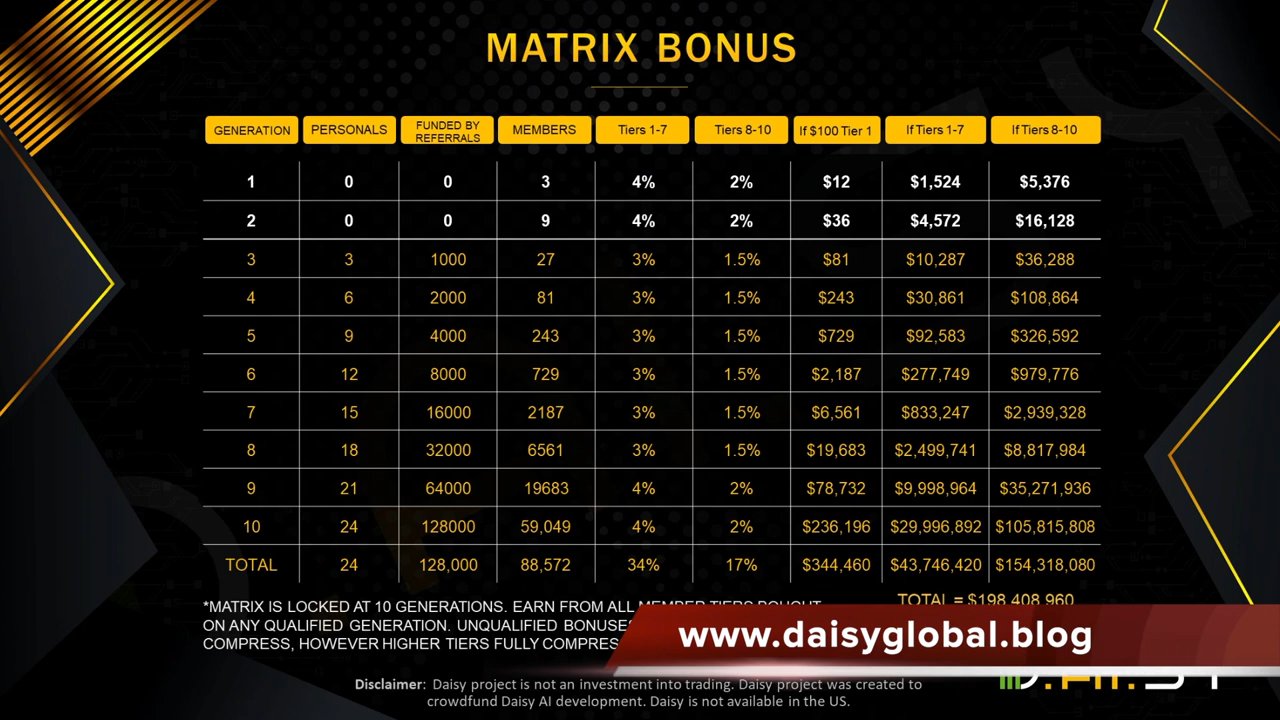 MATRIX BONUS
GENERATION PERSONALS FUNDED BY REFERRALS MEMBERS Tiers 1-7 Tiers 8-10 If $100 Tier 1 If Tiers 1-7 If Tiers 8-10
1 0 0 3 4% 2% $12 $1,524 $5,376
2 0 0 9 4% 2% $36 $4,572 $16,128
3 3 1000 27 3% 1.5% $81 $10,287 $36,288
4 6 2000 81 3% 1.5% $243 $30,861 $108,864
5 9 4000 243 3% 1.5% $729 $92,583 $326,592
6 12 8000 729 3% 1.5% $2,187 $277,749 $979,776
7 15 16000 2187 3% 1.5% $6,561 $833,247 $2,939,328
8 18 32000 6561 3% 1.5% $19,683 $2,499,741 $8,817,984
9 21 64000 19683 4% 2% $78,732 $9,998,964 $35,271,936
10 24 128000 59,049 4% 2% $236,196 $29,996,892 $105,815,808
TOTAL 24 128,000 88,572 34% 17% $344,460 $43,746,420 $154,318,080
TOTAL = $198,408,960
*MATRIX IS LOCKED AT 10 GENERATIONS. EARN FROM ALL MEMBER TIERS BOUGHT
ON ANY QUALIFIED GENERATION. UNQUALIFIED BONUSES
COMPRESS, HOWEVER HIGHER TIERS FULLY COMPRES
www.daisyglobal.blog
Disclaimer: Daisy project is not an investment into trading. Daisy project was created to
crowdfund Daisy AI development. Daisy is not available in the US.